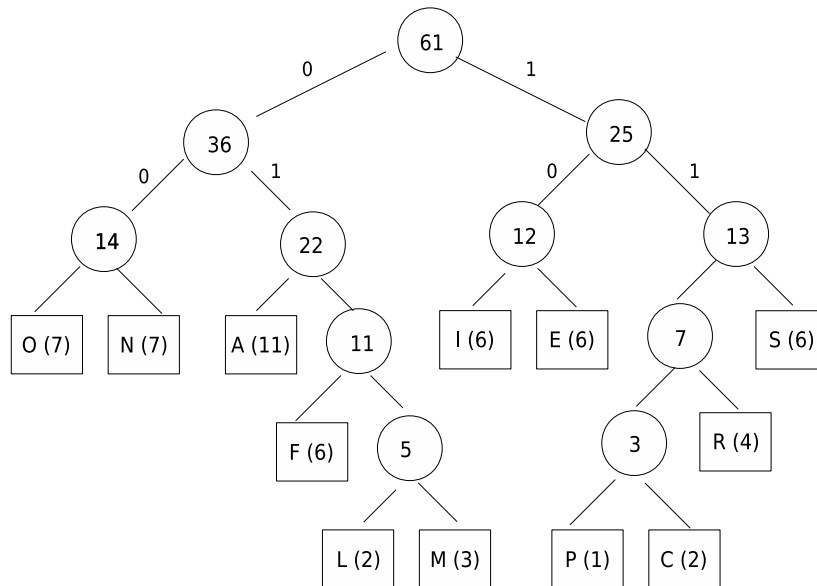 61
0 1
36 25
0 1 0 1
14 22 12 13
O (7) N (7) A (11) 11 I (6) E (6) 7 S (6)
F (6) 5 3 R (4)
L (2) M (3) P (1) C (2)